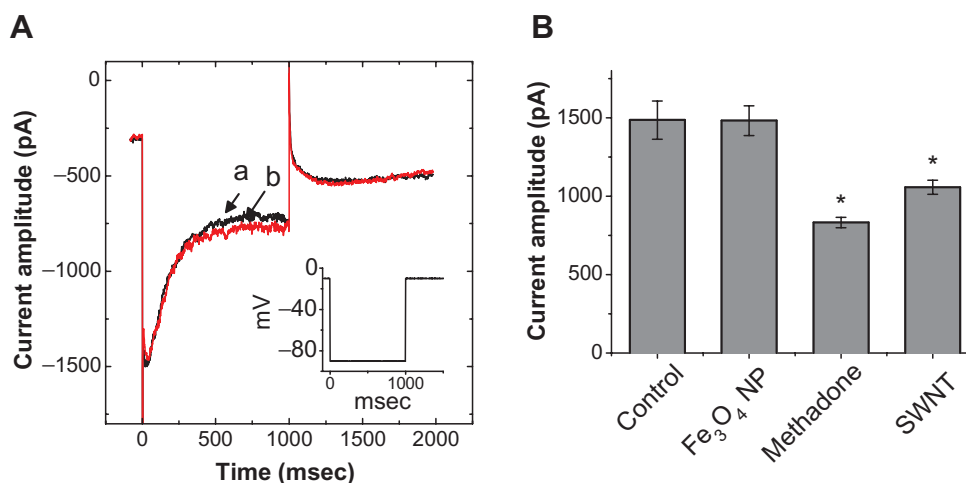 A
B
Current amplitude (pA)
0
−500
−1000
−1500
a
b
0
−40
−80
mV
0
1000
msec
0
500
1000
1500
2000
Time (msec)
Current amplitude (pA)
1500
1000
500
0
*
*
Control
Fe₃O₄ NP
Methadone
SWNT